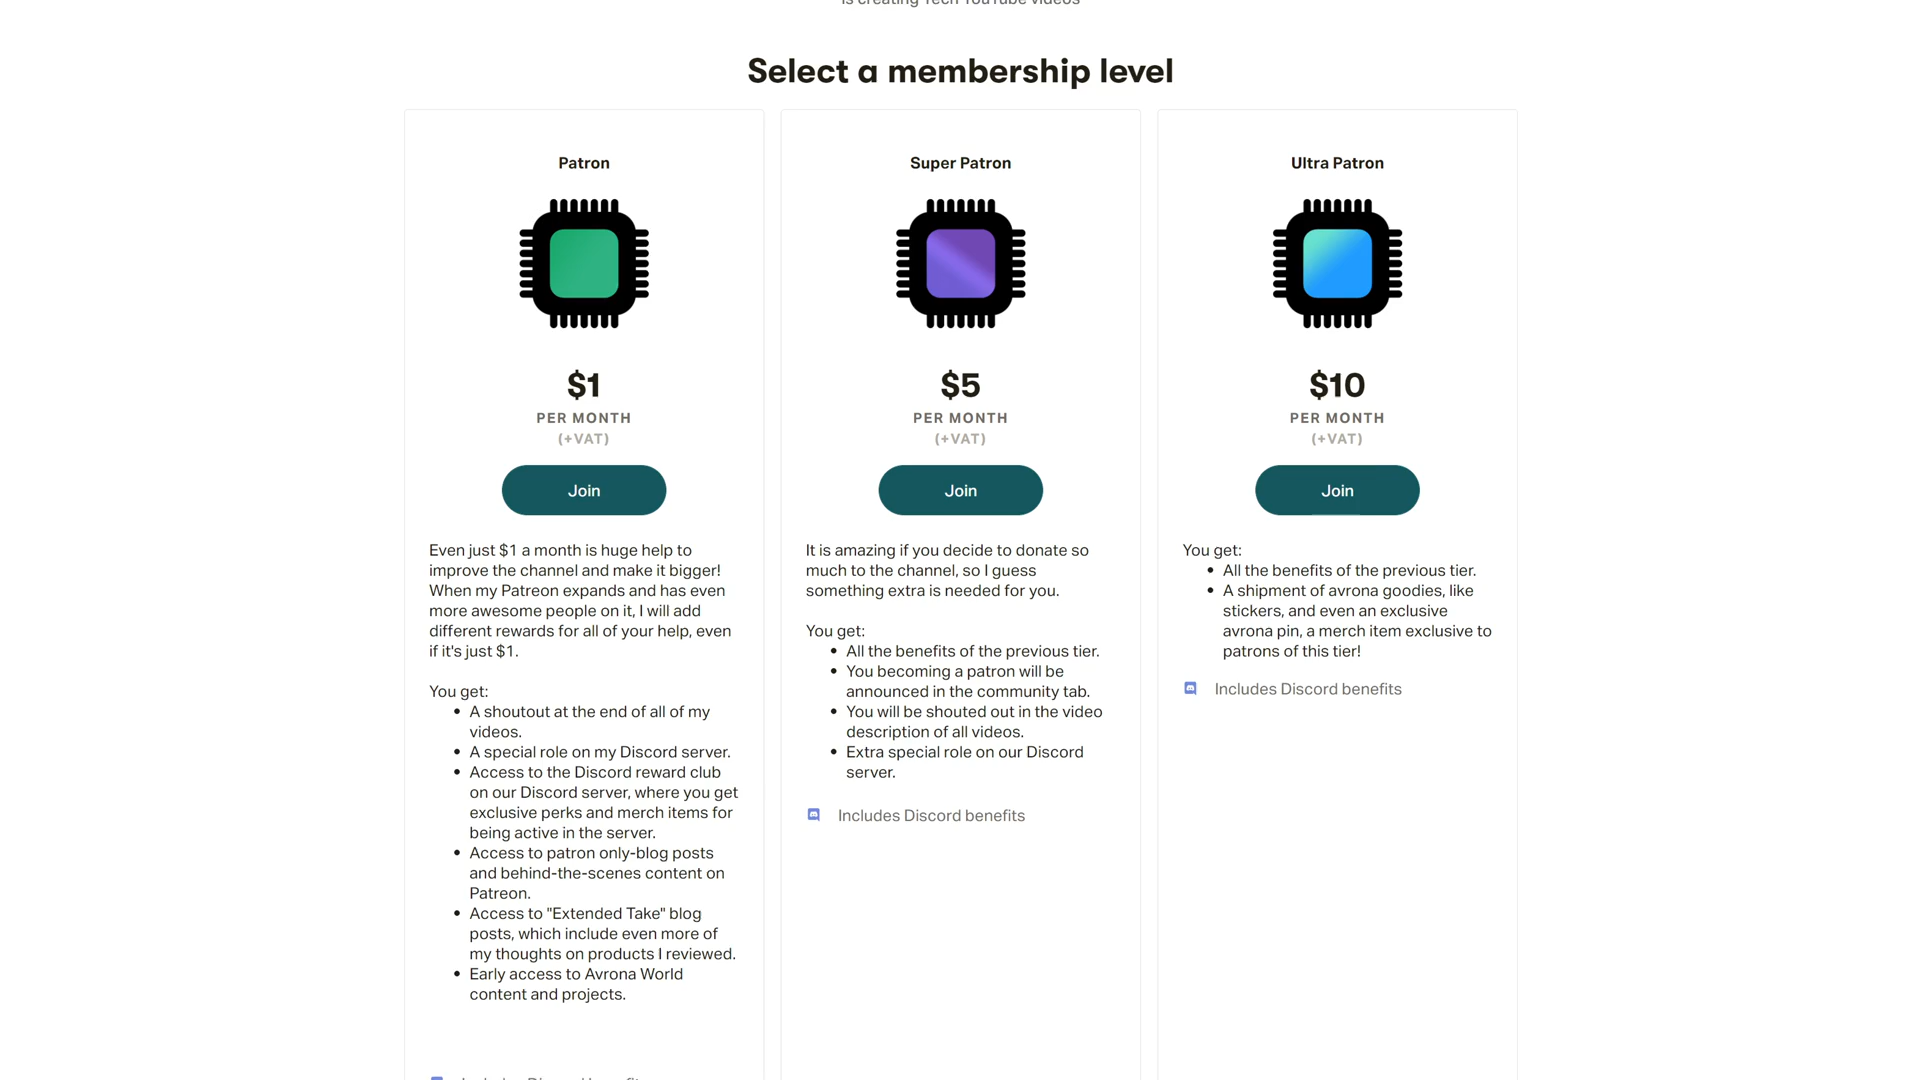 is creating Tech YouTube videos
Select a membership level
Patron
$1
PER MONTH
(+VAT)
Join
Even just $1 a month is huge help to
improve the channel and make it bigger!
When my Patreon expands and has even
more awesome people on it, I will add
different rewards for all of your help, even
if it's just $1.
You get:
A shoutout at the end of all of my
videos.
A special role on my Discord server.
Access to the Discord reward club
on our Discord server, where you get
exclusive perks and merch items for
being active in the server.
Access to patron only-blog posts
and behind-the-scenes content on
Patreon.
Access to "Extended Take" blog
posts, which include even more of
my thoughts on products I reviewed.
Early access to Avrona World
content and projects.
Includes Discord benefits
Super Patron
$5
PER MONTH
(+VAT)
Join
It is amazing if you decide to donate so
much to the channel, so I guess
something extra is needed for you.
You get:
All the benefits of the previous tier.
You becoming a patron will be
announced in the community tab.
You will be shouted out in the video
description of all videos.
Extra special role on our Discord
server.
Includes Discord benefits
Ultra Patron
$10
PER MONTH
(+VAT)
Join
You get:
All the benefits of the previous tier.
A shipment of avrona goodies, like
stickers, and even an exclusive
avrona pin, a merch item exclusive to
patrons of this tier!
Includes Discord benefits